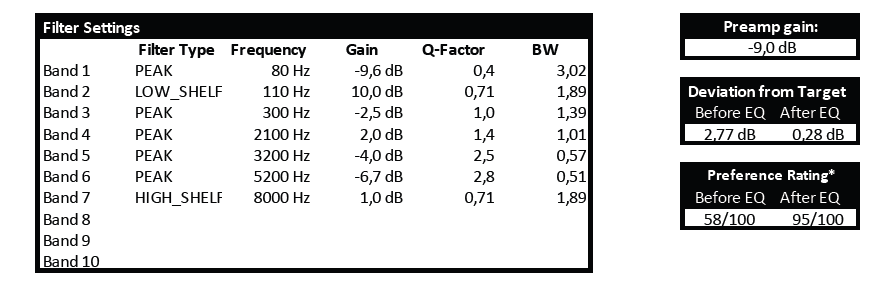 Filter Settings
Filter Type Frequency Gain Q-Factor BW
Band 1 PEAK 80 Hz -9,6 dB 0,4 3,02
Band 2 LOW_SHELF 110 Hz 10,0 dB 0,71 1,89
Band 3 PEAK 300 Hz -2,5 dB 1,0 1,39
Band 4 PEAK 2100 Hz 2,0 dB 1,4 1,01
Band 5 PEAK 3200 Hz -4,0 dB 2,5 0,57
Band 6 PEAK 5200 Hz -6,7 dB 2,8 0,51
Band 7 HIGH_SHELF 8000 Hz 1,0 dB 0,71 1,89
Band 8
Band 9
Band 10
Preamp gain:
-9,0 dB
Deviation from Target
Before EQ After EQ
2,77 dB 0,28 dB
Preference Rating*
Before EQ After EQ
58/100 95/100